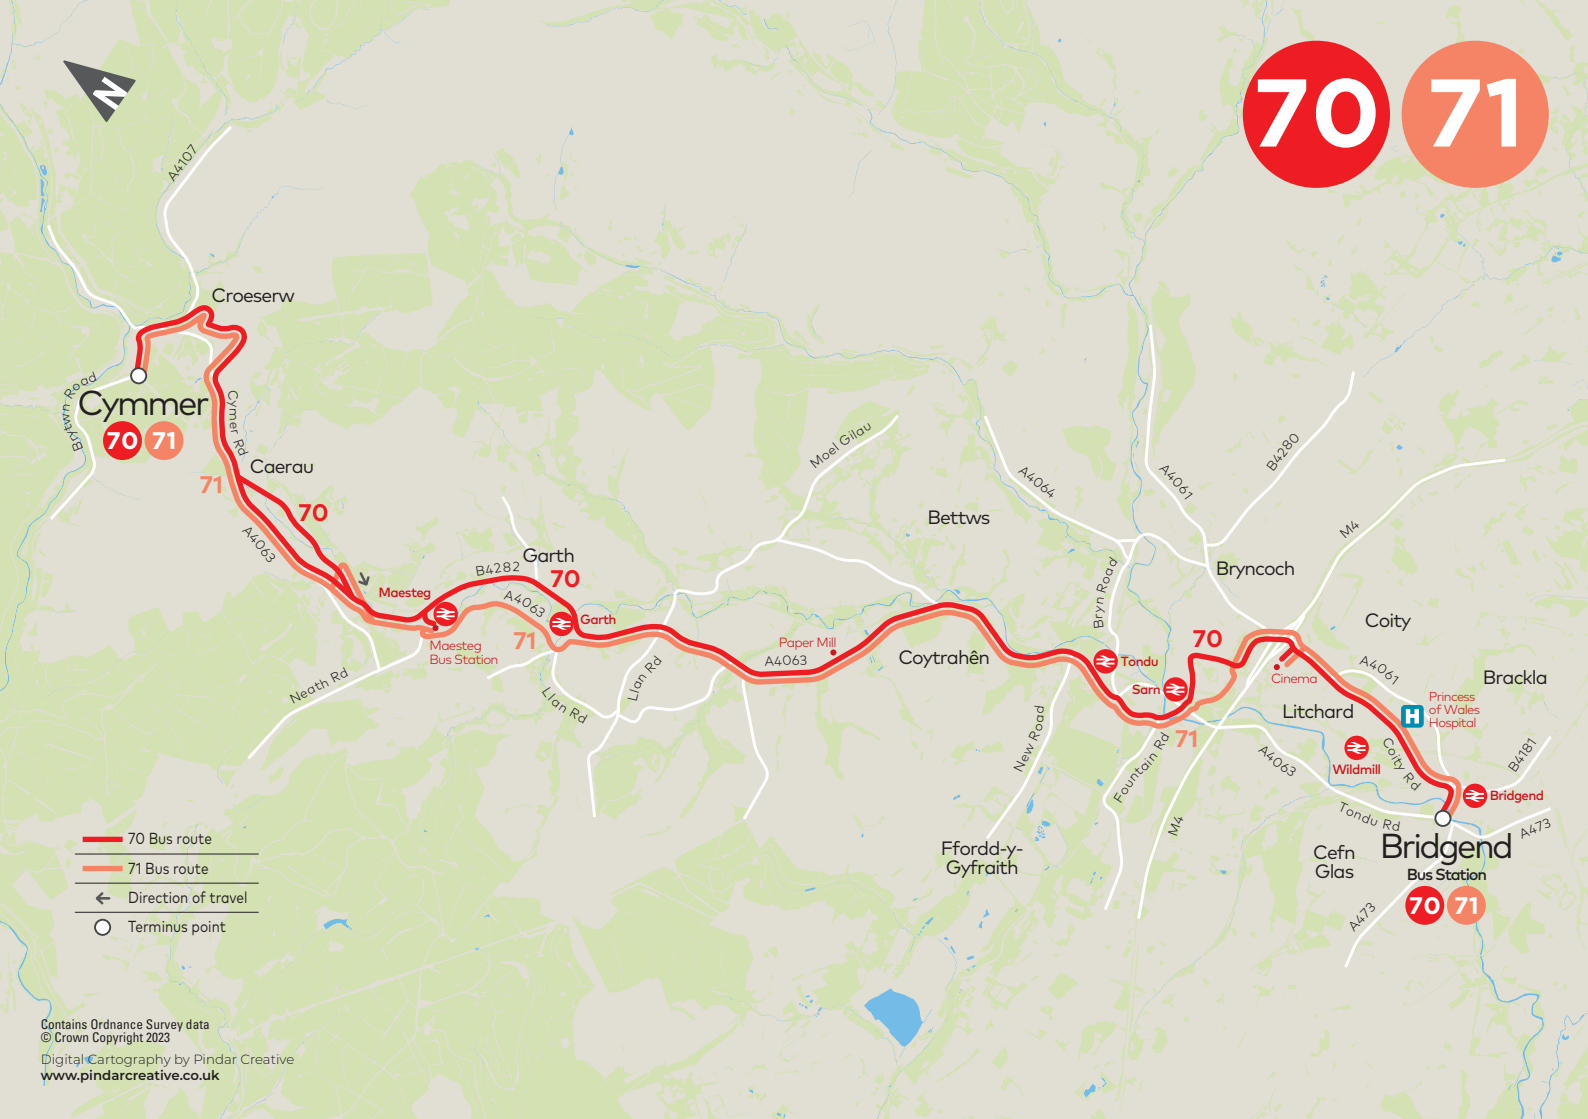 N
70
71
A4107
Croeserw
Brytwn Road
Cymmer
70
71
Cymer Rd
Caerau
71
70
A4063
Moel Gilau
A4064
A4061
B4280
M4
Bettws
Garth
B4282
70
Maesteg
A4063
Garth
71
Maesteg
Bus Station
Neath Rd
Llan Rd
Llan Rd
Paper Mill
A4063
Coytrahên
Bryn Road
Bryncoch
Coity
70
Tondu
Sarn
Cinema
A4061
Brackla
Princess
of Wales
Hospital
H
Litchard
71
New Road
Fountain Rd
A4063
Wildmill
Coity Rd
B4181
Bridgend
M4
Tondu Rd
A473
Ffordd-y-
Gyfraith
Cefn
Glas
Bridgend
Bus Station
70
71
A473
70 Bus route
71 Bus route
Direction of travel
Terminus point
Contains Ordnance Survey data
© Crown Copyright 2023
Digital Cartography by Pindar Creative
www.pindarcreative.co.uk